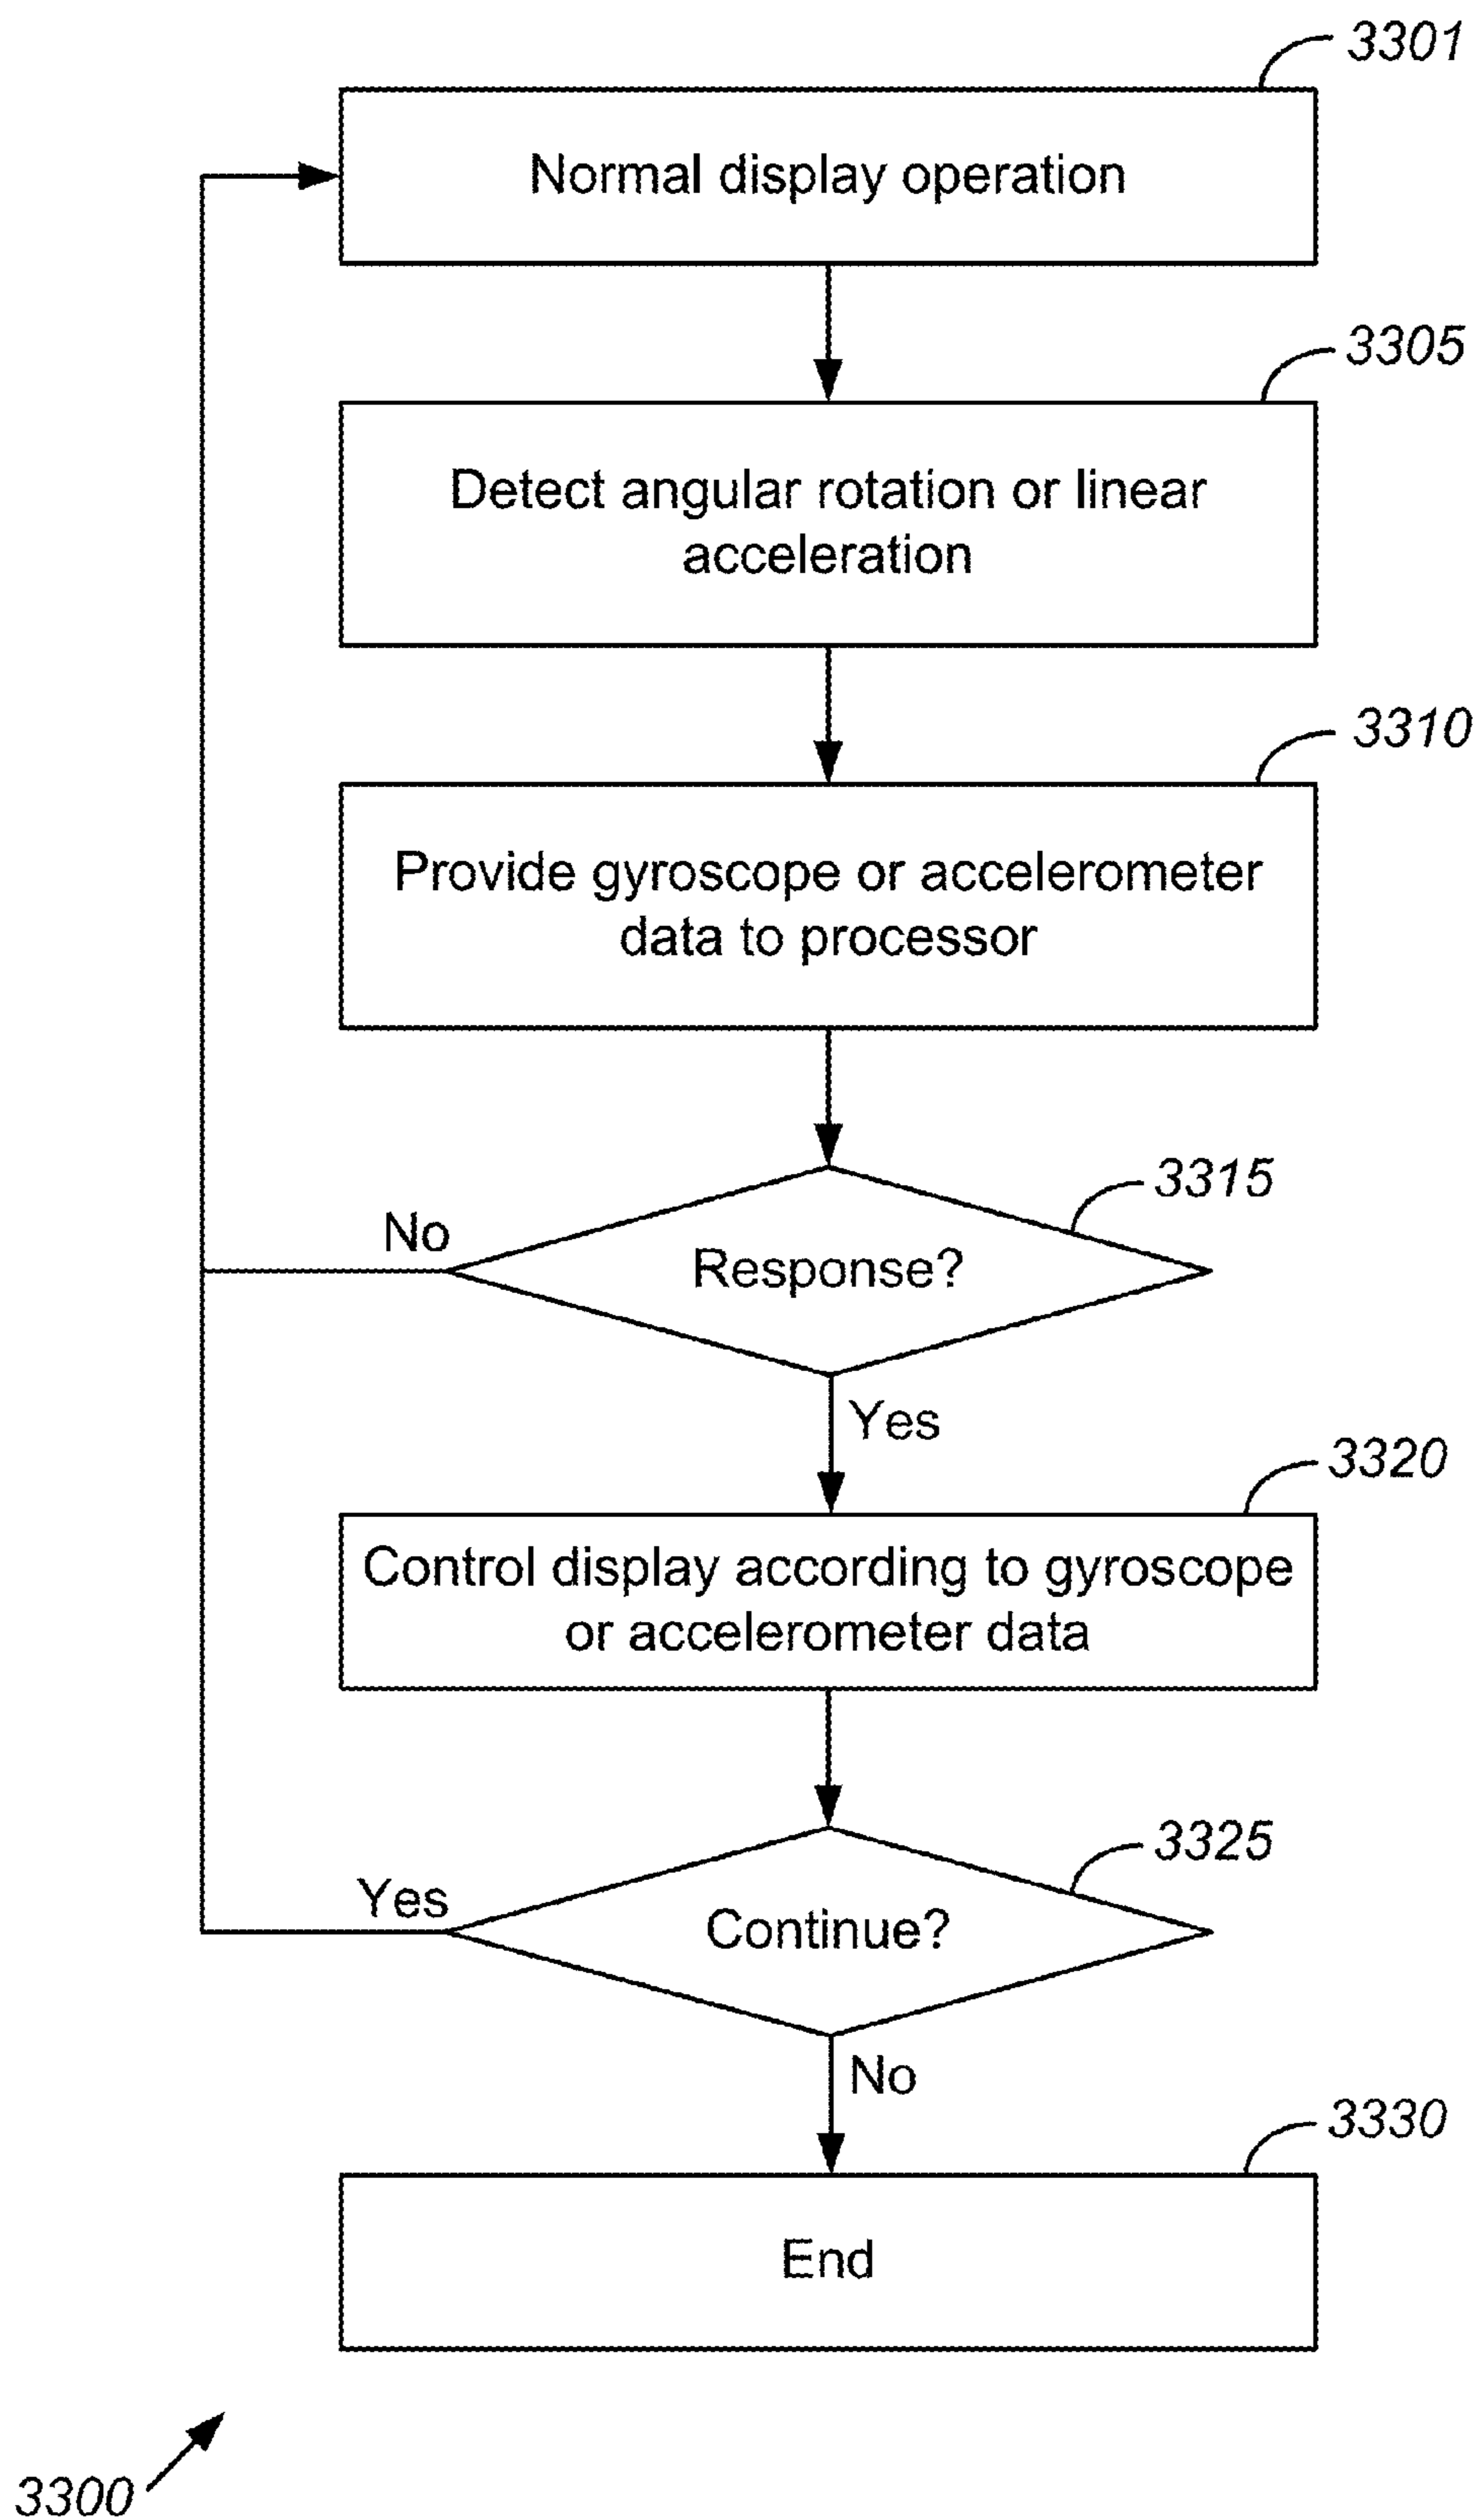 3301
Normal display operation
3305
Detect angular rotation or linear
acceleration
3310
Provide gyroscope or accelerometer
data to processor
3315
No
Response?
Yes
3320
Control display according to gyroscope
or accelerometer data
3325
Yes
Continue?
No
3330
End
3300